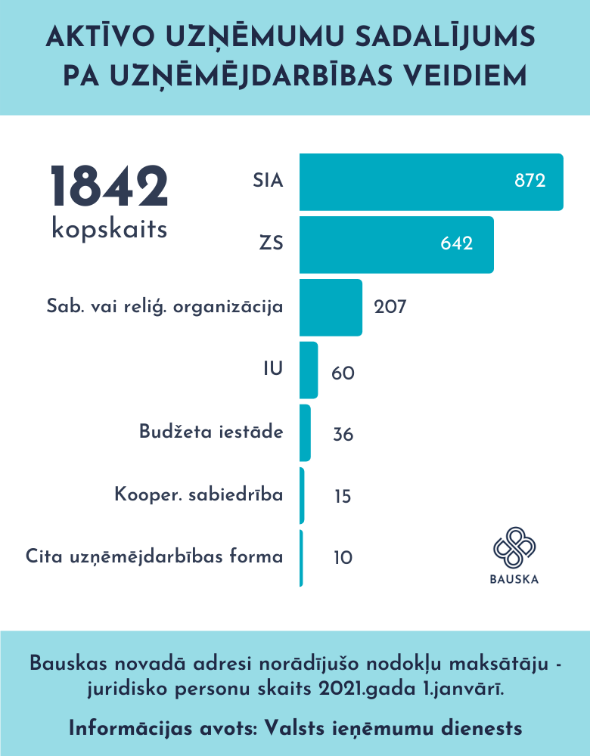 AKTĪVO UZŅĒMUMU SADALĪJUMS
PA UZŅĒMĒJDARBĪBAS VEIDIEM
1842
kopskaits
SIA 872
ZS 642
Sab. vai reliģ. organizācija 207
IU 60
Budžeta iestāde 36
Kooper. sabiedrība 15
Cita uzņēmējdarbības forma 10
BAUSKA
Bauskas novadā adresi norādījušo nodokļu maksātāju -
juridisko personu skaits 2021.gada 1.janvārī.
Informācijas avots: Valsts ieņēmumu dienests